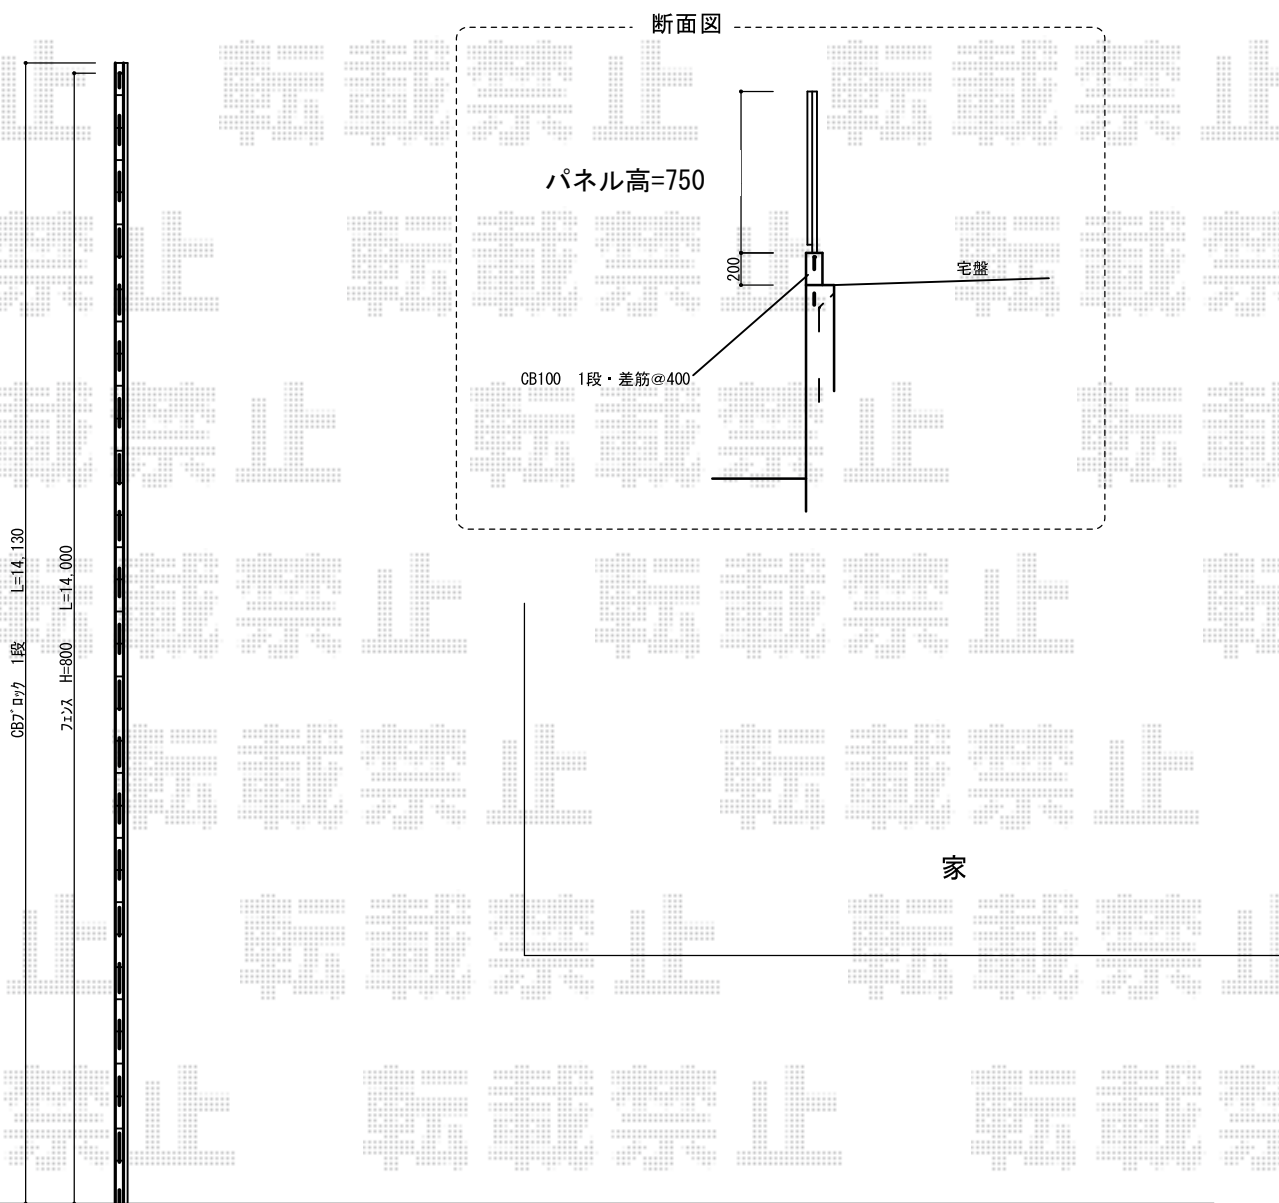 断面図
パネル高=750
200
宅盤
CB100 1段・差筋@400
CBブロック 1段 L=14,130
フェンス H=800 L=14,000
家
転載禁止